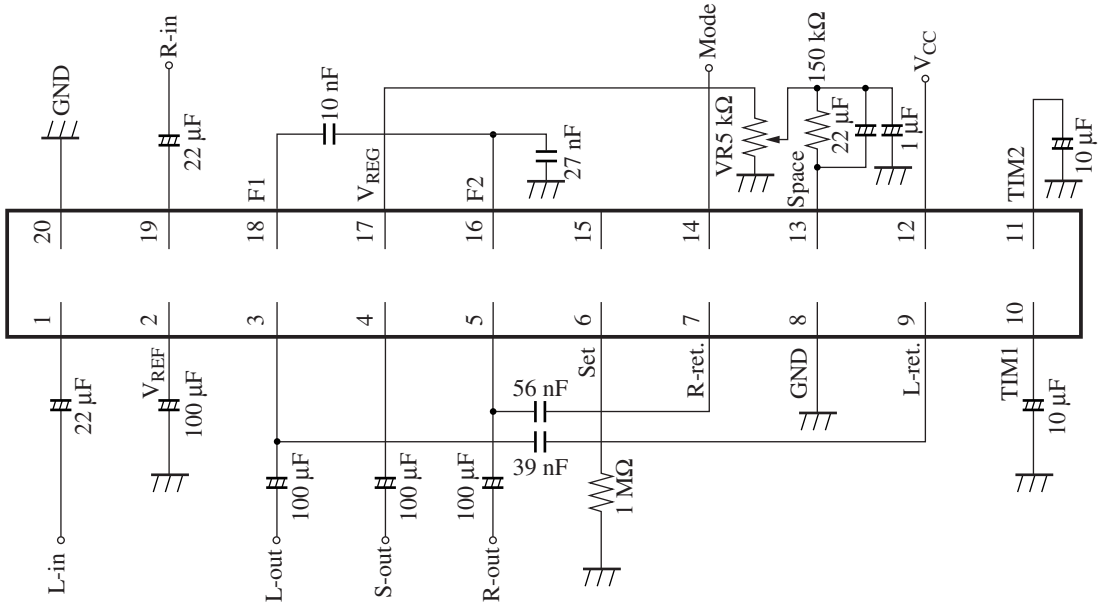 GND
R-in
22 µF
10 nF
F1
V_REG
F2
27 nF
Mode
VR5 kΩ
150 kΩ
Space
22 µF
1 µF
V_CC
TIM2
10 µF
20
19
18
17
16
15
14
13
12
11
1
2
3
4
5
6
7
8
9
10
22 µF
L-in
V_REF
100 µF
100 µF
L-out
100 µF
S-out
100 µF
R-out
56 nF
39 nF
Set
1 MΩ
R-ret.
GND
L-ret.
TIM1
10 µF